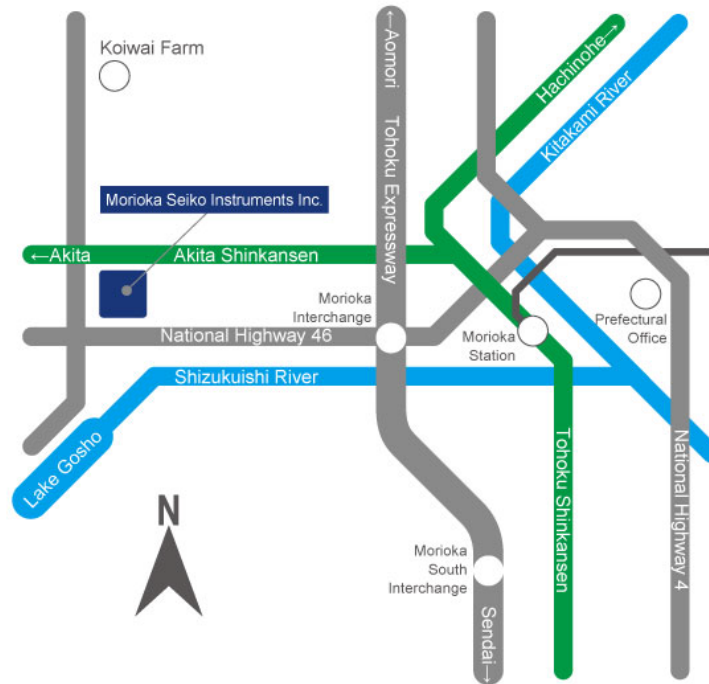 ←Aomori
Hachinohe→
Koiwai Farm
Kitakami River
Tohoku Expressway
Morioka Seiko Instruments Inc.
←Akita
Akita Shinkansen
Morioka
Interchange
Prefectural
Office
National Highway 46
Morioka
Station
Shizukuishi River
Lake Gosho
Tohoku Shinkansen
National Highway 4
N
Morioka
South
Interchange
Sendai→